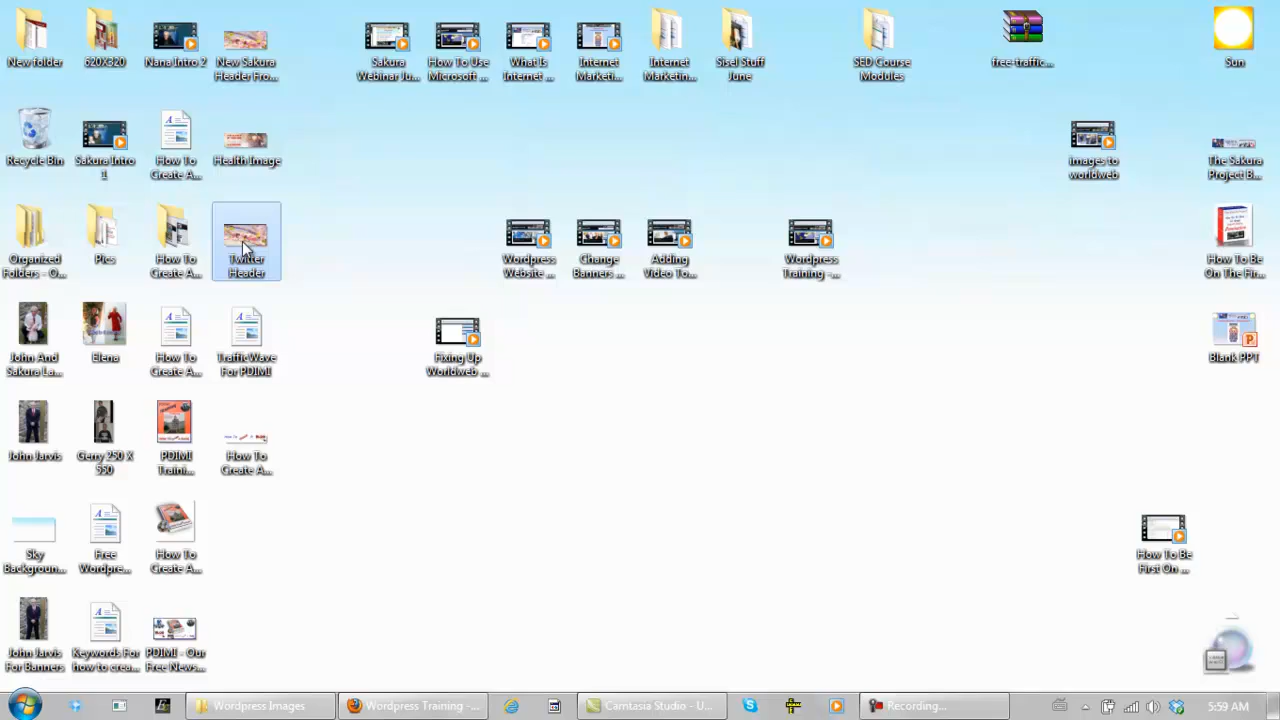 New folder
620X320
Nana Intro 2
New Sakura
Header Fro...
Sakura
Webinar Ju...
How To Use
Microsoft ...
What Is
Internet ...
Internet
Marketi...
Internet
Marketin...
Sisel Stuff
June
SED Course
Modules
free-traffic...
Sun
Recycle Bin
Sakura Intro
1
How To
Create A...
Health Image
images to
worldweb
The Sakura
Project B...
Organized
Folders - O...
Pics
How To
Create A...
Twitter
Header
Wordpress
Website ...
Change
Banners ...
Adding
Video To...
Wordpress
Training -...
How To Be
On The Fir...
John And
Sakura La...
Elena
How To
Create A...
TrafficWave
For PDIMI
Fixing Up
Worldweb ...
Blank PPT
John Jarvis
Gerry 250 X
550
PDIMI
Traini...
How To
Create A...
Sky
Backgroun...
Free
Wordpre...
How To
Create A...
How To Be
First On ...
John Jarvis
For Banners
Keywords For
how to crea...
PDIMI - Our
Free News...
Wordpress Images
Wordpress Training -...
Camtasia Studio - U...
Recording...
5:59 AM